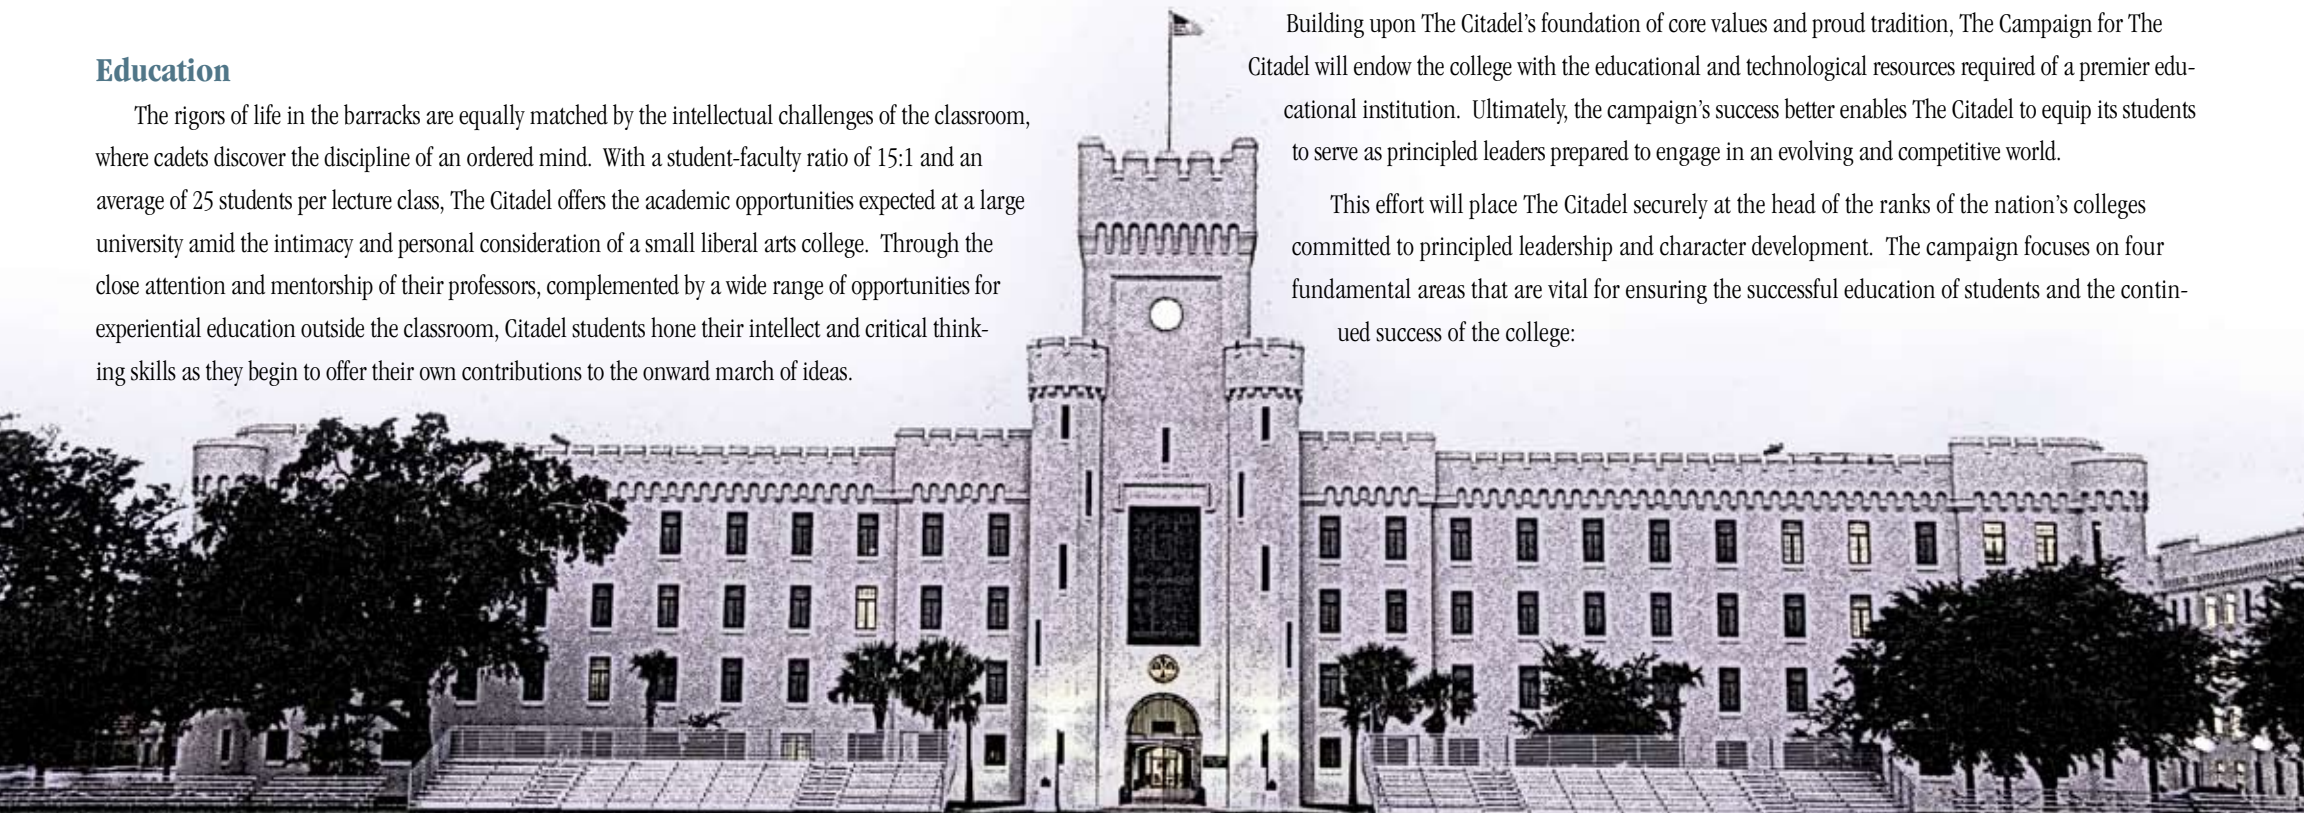 Education
The rigors of life in the barracks are equally matched by the intellectual challenges of the classroom,
where cadets discover the discipline of an ordered mind.  With a student-faculty ratio of 15:1 and an
average of 25 students per lecture class, The Citadel offers the academic opportunities expected at a large
university amid the intimacy and personal consideration of a small liberal arts college.  Through the
close attention and mentorship of their professors, complemented by a wide range of opportunities for
experiential education outside the classroom, Citadel students hone their intellect and critical think-
ing skills as they begin to offer their own contributions to the onward march of ideas.
Building upon The Citadel’s foundation of core values and proud tradition, The Campaign for The
Citadel will endow the college with the educational and technological resources required of a premier edu-
cational institution.  Ultimately, the campaign’s success better enables The Citadel to equip its students
to serve as principled leaders prepared to engage in an evolving and competitive world.
This effort will place The Citadel securely at the head of the ranks of the nation’s colleges
committed to principled leadership and character development.  The campaign focuses on four
fundamental areas that are vital for ensuring the successful education of students and the contin-
ued success of the college: